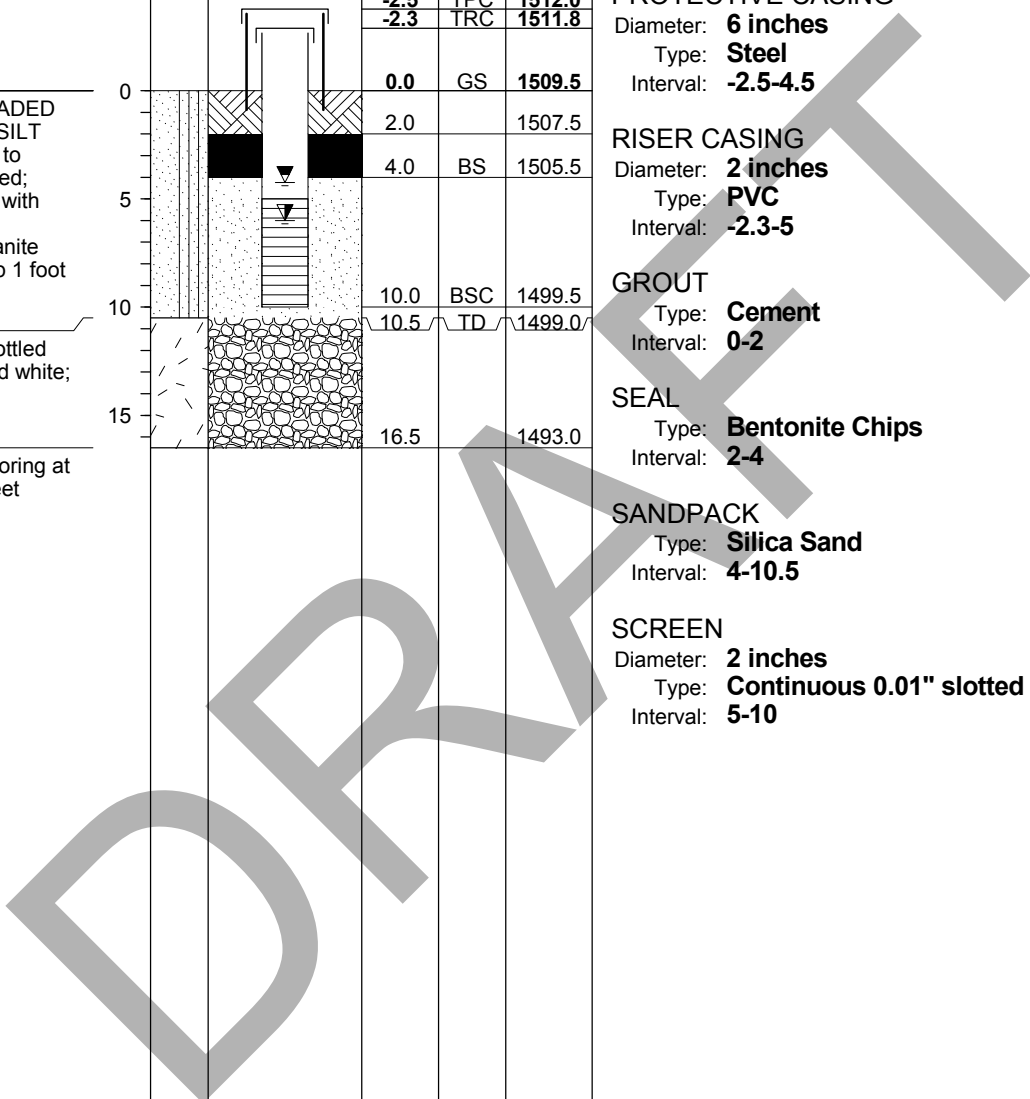 -2.5 TPC 1512.0
-2.3 TRC 1511.8
0.0 GS 1509.5
2.0 1507.5
4.0 BS 1505.5
10.0 BSC 1499.5
10.5 TD 1499.0
16.5 1493.0
0
5
10
15
ADED
SILT
to
ed;
with
anite
o 1 foot
ottled
d white;
oring at
eet
PROTECTIVE CASING
Diameter: 6 inches
Type: Steel
Interval: -2.5-4.5
RISER CASING
Diameter: 2 inches
Type: PVC
Interval: -2.3-5
GROUT
Type: Cement
Interval: 0-2
SEAL
Type: Bentonite Chips
Interval: 2-4
SANDPACK
Type: Silica Sand
Interval: 4-10.5
SCREEN
Diameter: 2 inches
Type: Continuous 0.01" slotted
Interval: 5-10
DRAFT